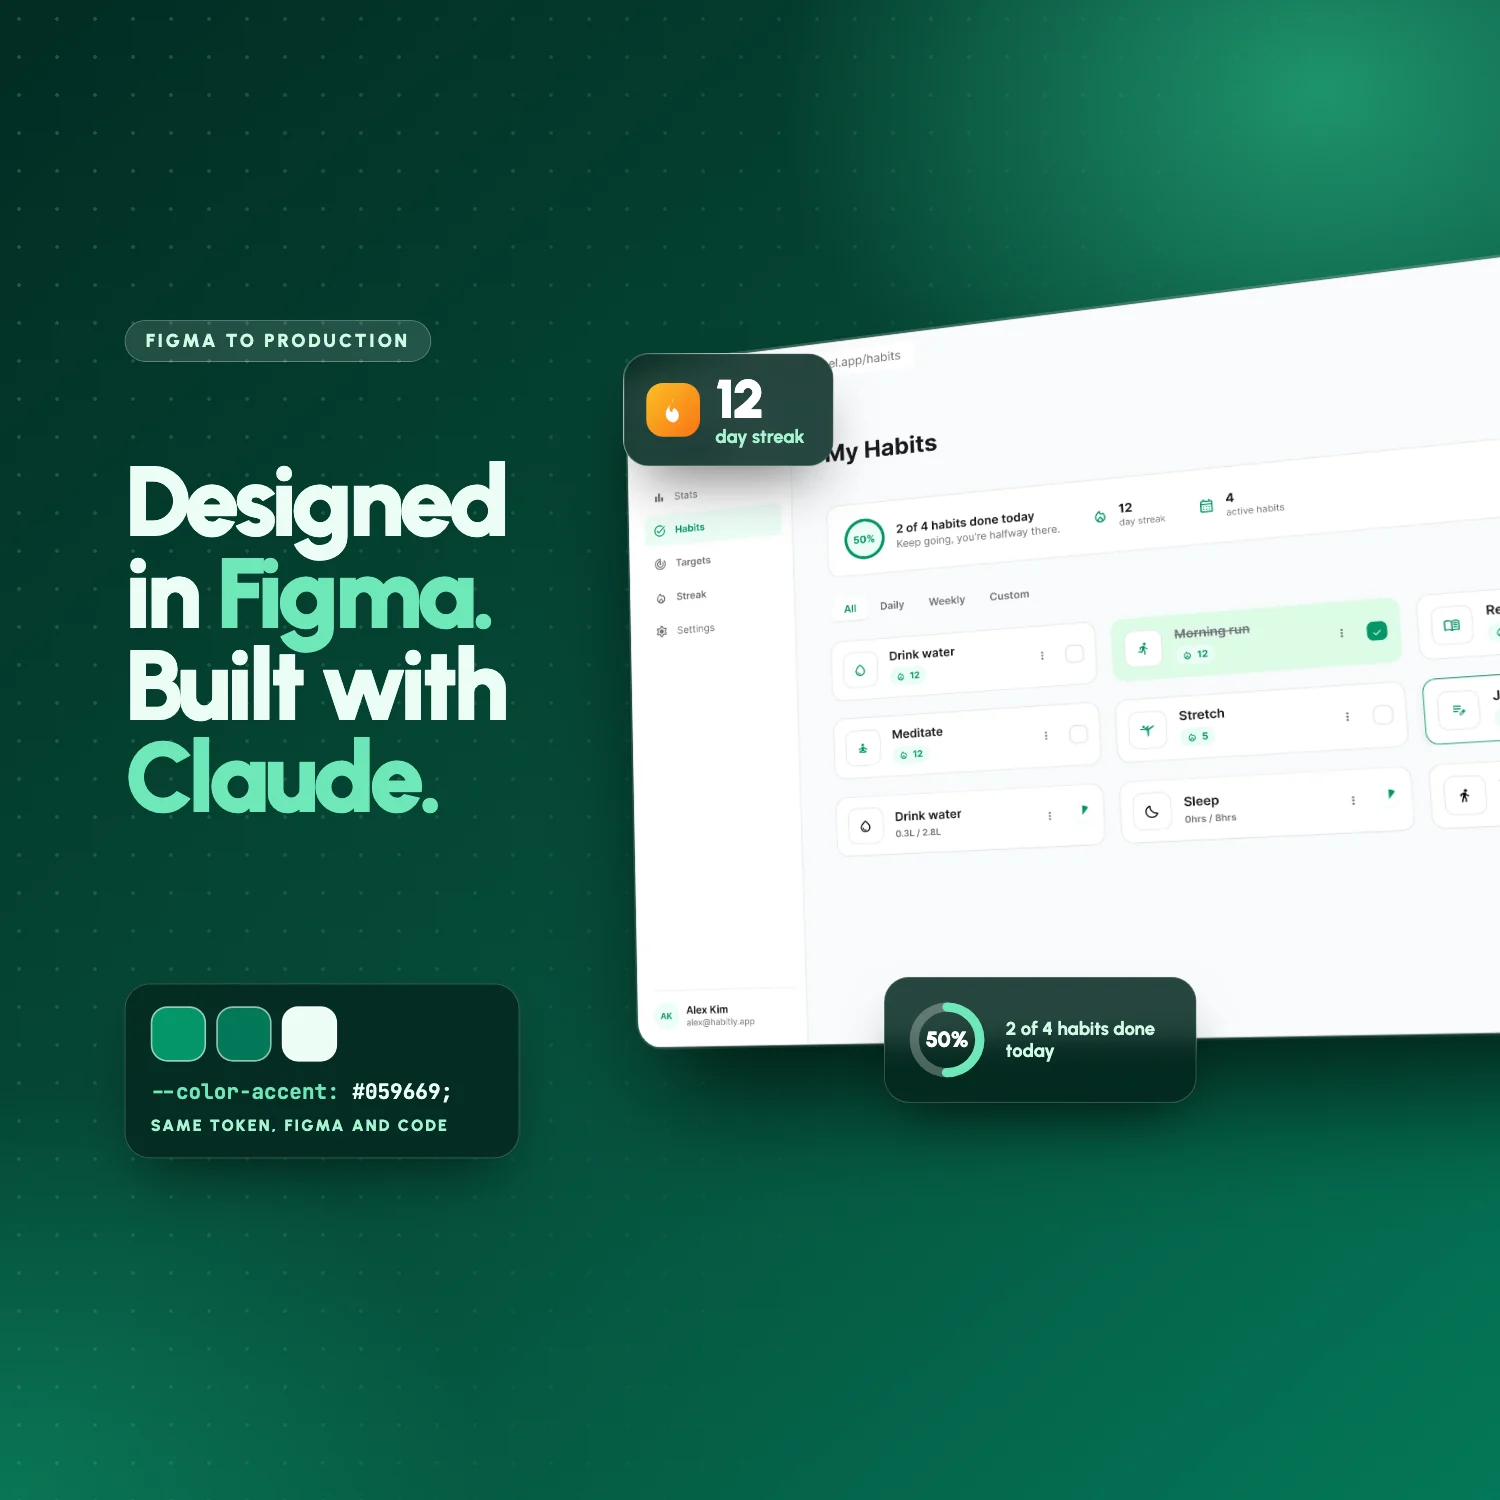 FIGMA TO PRODUCTION
Designed
in Figma.
Built with
Claude.
--color-accent: #059669;
SAME TOKEN, FIGMA AND CODE
12
day streak
el.app/habits
My Habits
Stats
Habits
Targets
Streak
Settings
50%
2 of 4 habits done today
Keep going, you're halfway there.
12
day streak
4
active habits
All
Daily
Weekly
Custom
Drink water
12
Morning run
12
Re
Meditate
12
Stretch
5
J
Drink water
0.3L / 2.8L
Sleep
0hrs / 8hrs
AK
Alex Kim
alex@habitly.app
50%
2 of 4 habits done
today